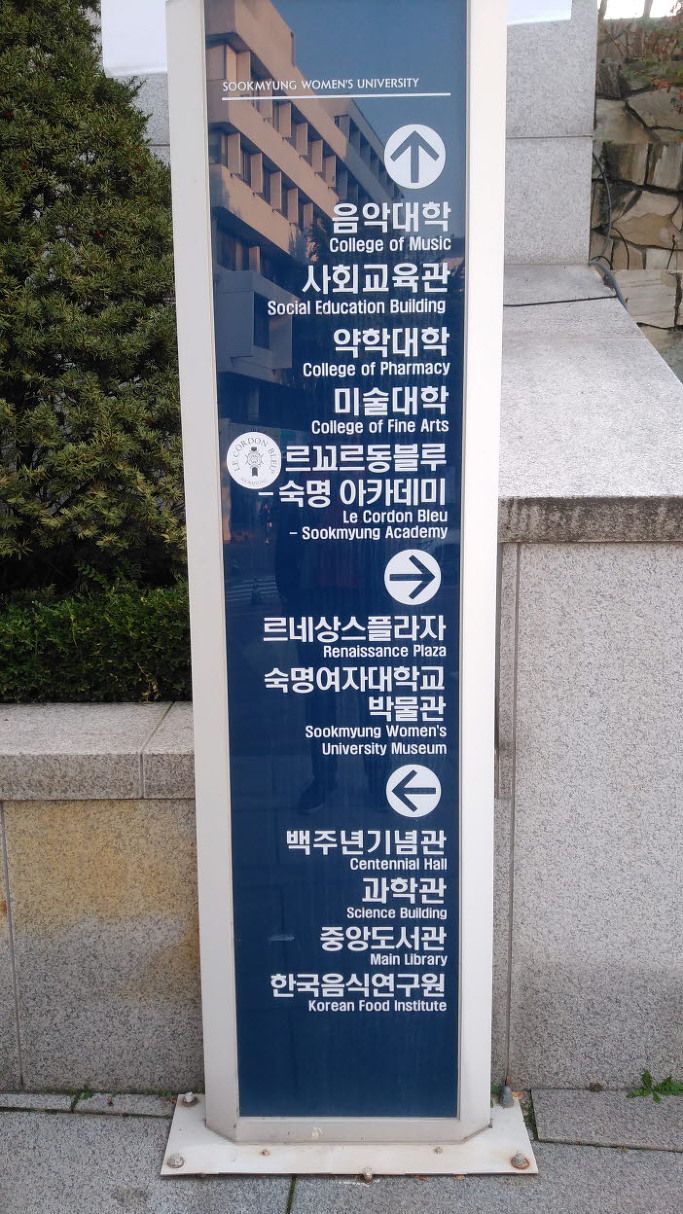 SOOKMYUNG WOMEN'S UNIVERSITY
음악대학
College of Music
사회교육관
Social Education Building
약학대학
College of Pharmacy
미술대학
College of Fine Arts
LE CORDON BLEU
르꼬르동블루
-숙명 아카데미
Le Cordon Bleu
- Sookmyung Academy
르네상스플라자
Renaissance Plaza
숙명여자대학교
박물관
Sookmyung Women's
University Museum
백주년기념관
Centennial Hall
과학관
Science Building
중앙도서관
Main Library
한국음식연구원
Korean Food Institute